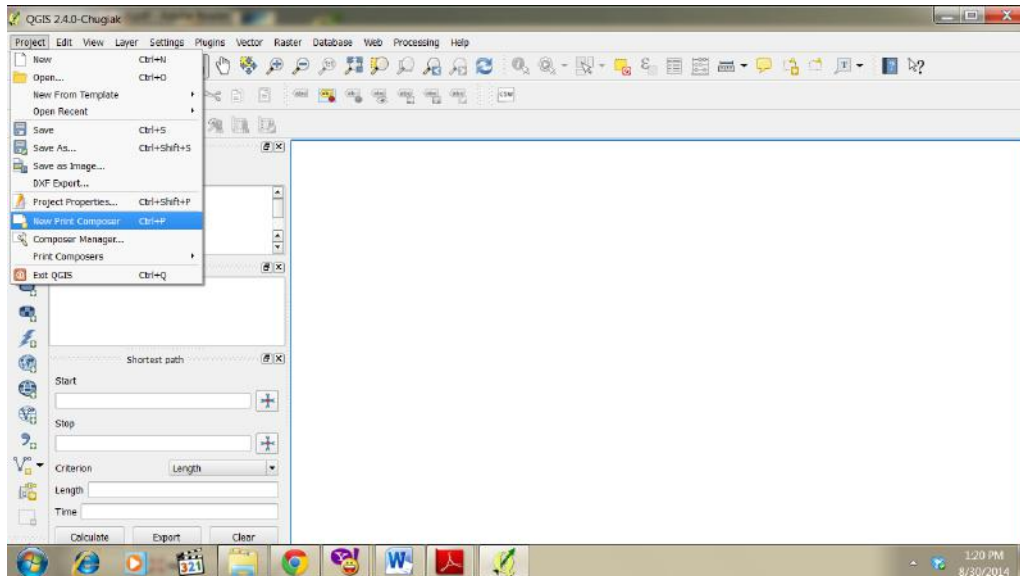 QGIS 2.4.0-Chugiak
Project Edit View Layer Settings Plugins Vector Raster Database Web Processing Help
New Ctrl+N
Open... Ctrl+O
New From Template
Open Recent
Save Ctrl+S
Save As... Ctrl+Shift+S
Save as Image...
DXF Export...
Project Properties... Ctrl+Shift+P
New Print Composer Ctrl+P
Composer Manager...
Print Composers
Exit QGIS Ctrl+Q
Shortest path
Start
Stop
Criterion Length
Length
Time
Calculate Export Clear
321
1:20 PM
8/30/2014